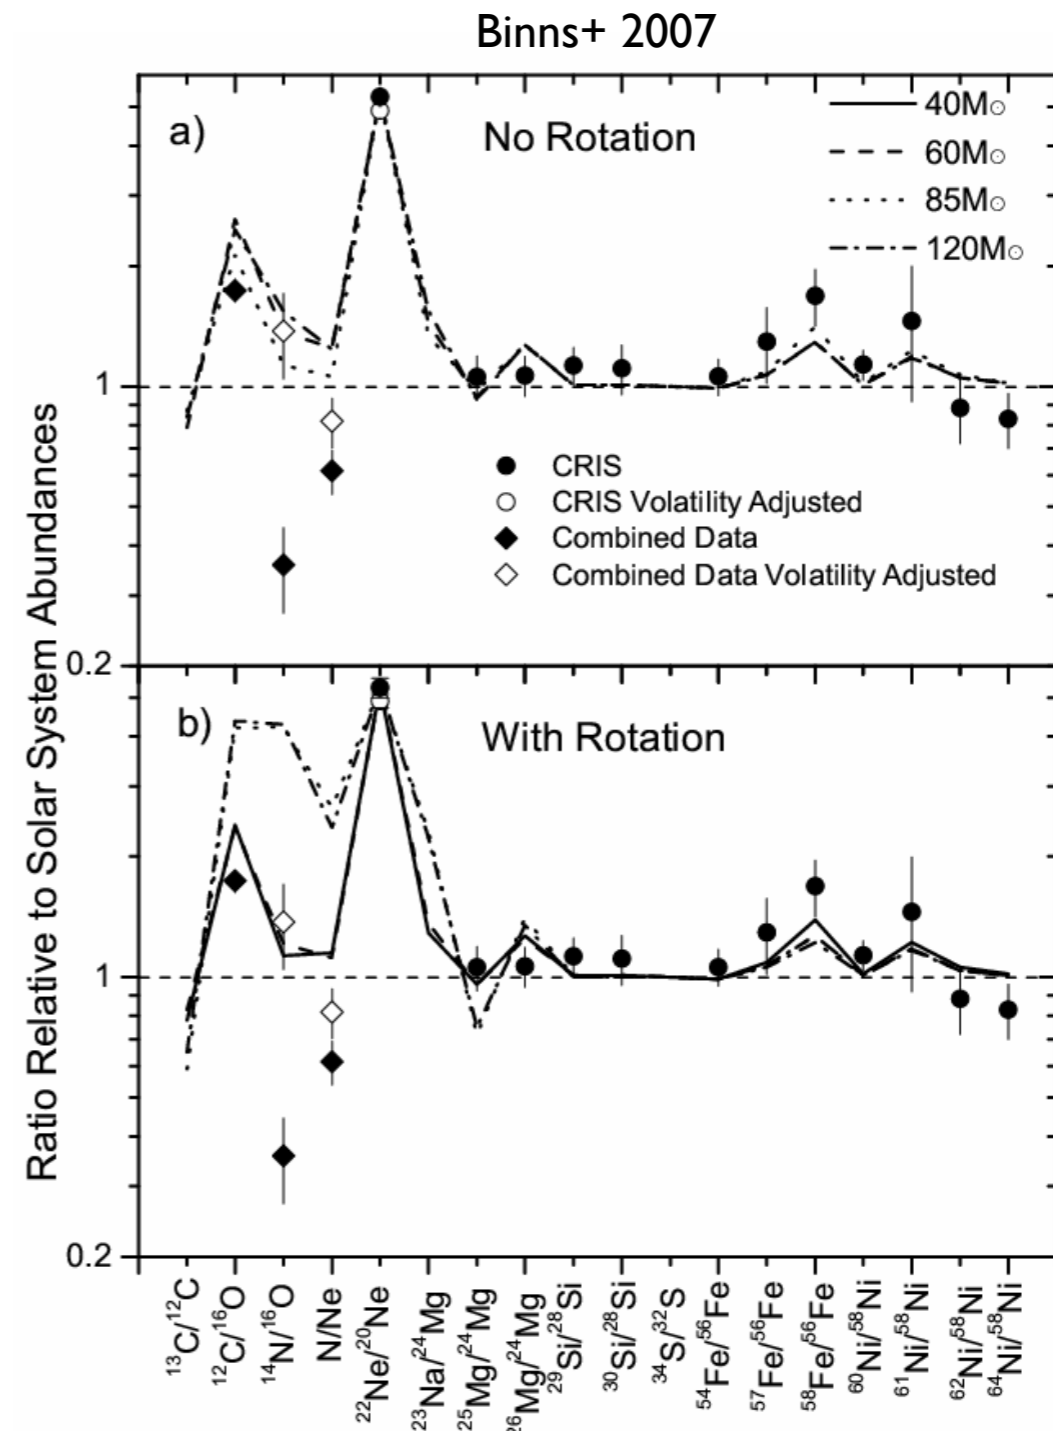 Binns+ 2007
a)
No Rotation
40M☉
60M☉
85M☉
120M☉
1
CRIS
CRIS Volatility Adjusted
Combined Data
Combined Data Volatility Adjusted
0.2
b)
With Rotation
1
0.2
Ratio Relative to Solar System Abundances
¹³C/¹²C
¹²C/¹⁶O
¹⁴N/¹⁶O
N/Ne
²²Ne/²⁰Ne
²³Na/²⁴Mg
²⁵Mg/²⁴Mg
²⁶Mg/²⁴Mg
²⁹Si/²⁸Si
³⁰Si/²⁸Si
³⁴S/³²S
⁵⁴Fe/⁵⁶Fe
⁵⁷Fe/⁵⁶Fe
⁵⁸Fe/⁵⁶Fe
⁶⁰Ni/⁵⁸Ni
⁶¹Ni/⁵⁸Ni
⁶²Ni/⁵⁸Ni
⁶⁴Ni/⁵⁸Ni